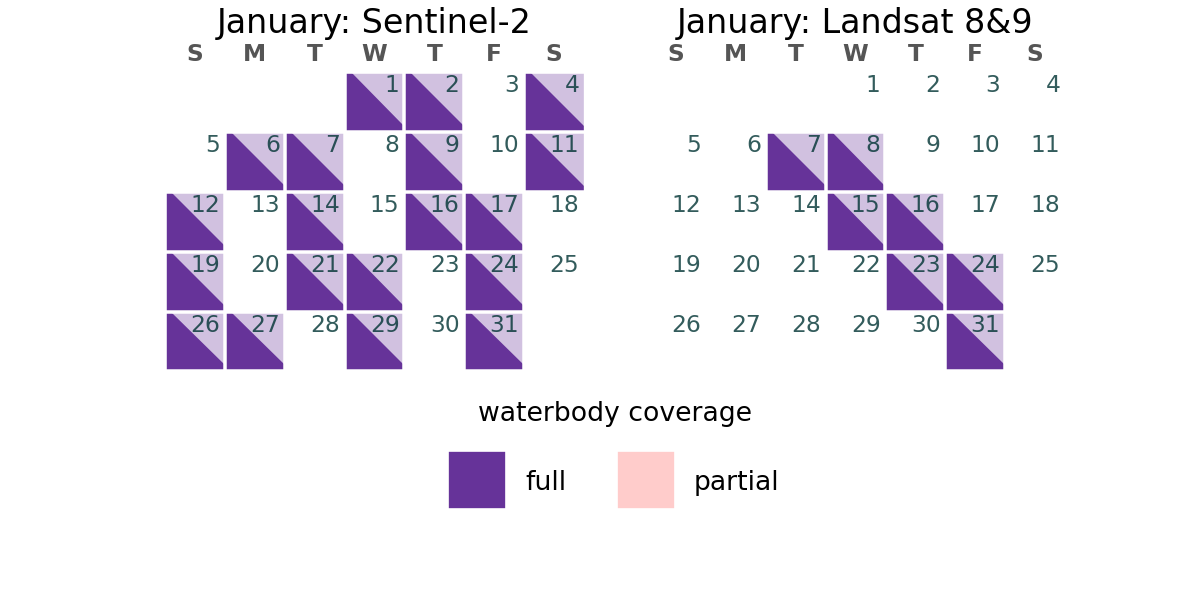 January: Sentinel-2
S M T W T F S
1 2 3 4
5 6 7 8 9 10 11
12 13 14 15 16 17 18
19 20 21 22 23 24 25
26 27 28 29 30 31
January: Landsat 8&9
S M T W T F S
1 2 3 4
5 6 7 8 9 10 11
12 13 14 15 16 17 18
19 20 21 22 23 24 25
26 27 28 29 30 31
waterbody coverage
full partial